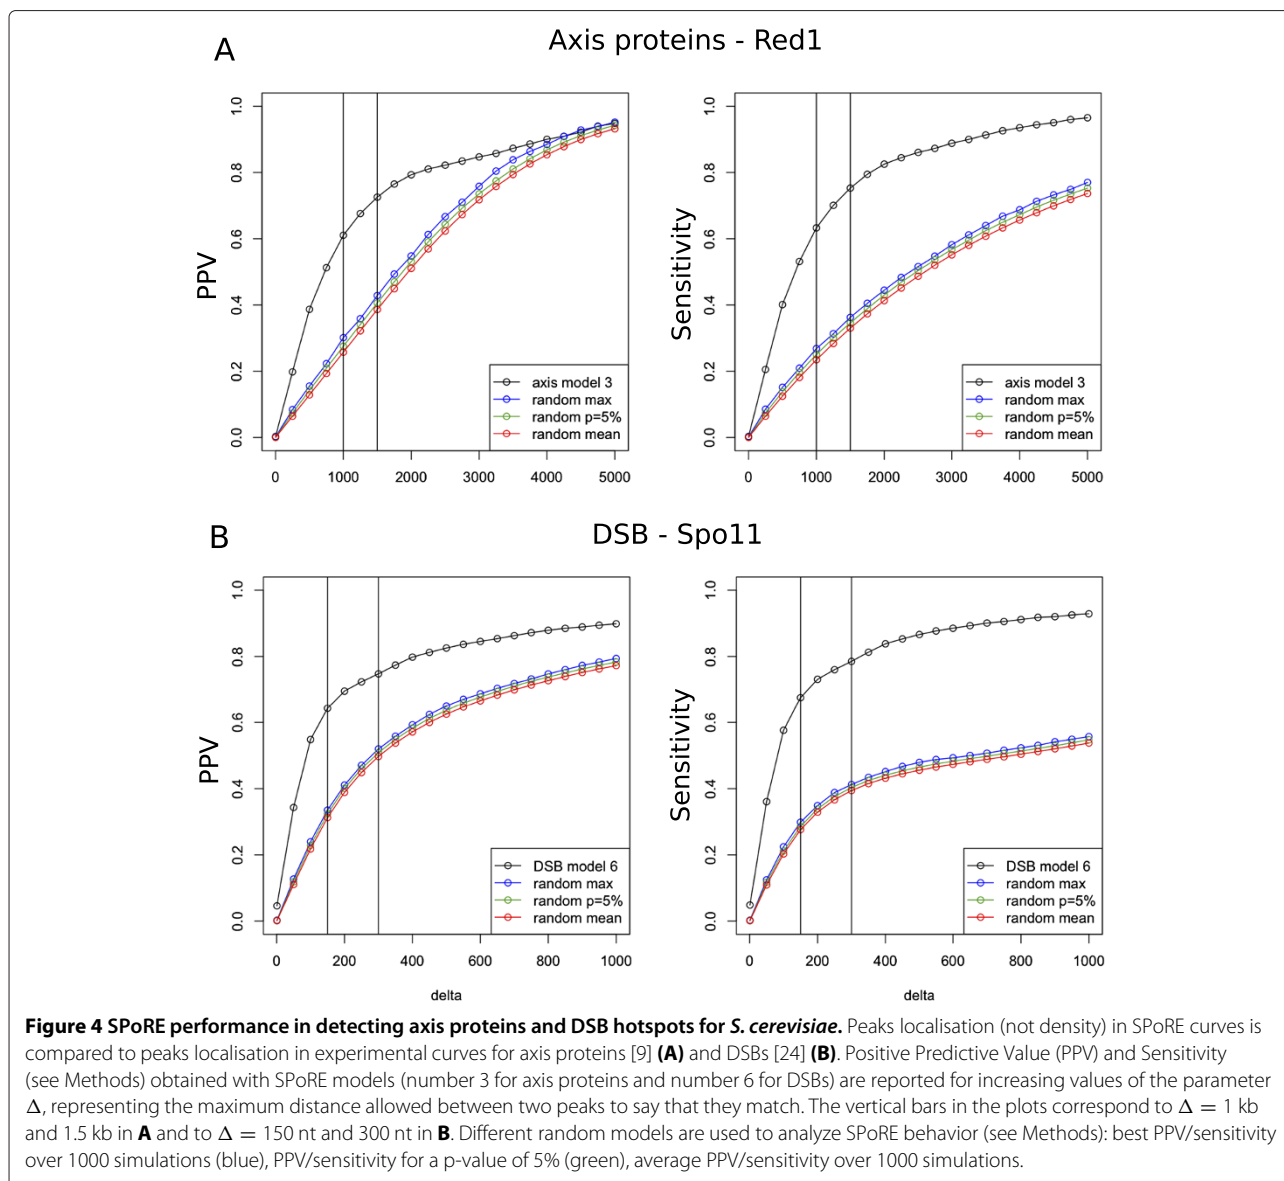 A
Axis proteins - Red1
1.0
0.8
0.6
0.4
0.2
0.0
PPV
axis model 3
random max
random p=5%
random mean
0 1000 2000 3000 4000 5000
1.0
0.8
0.6
0.4
0.2
0.0
Sensitivity
axis model 3
random max
random p=5%
random mean
0 1000 2000 3000 4000 5000
B
DSB - Spo11
1.0
0.8
0.6
0.4
0.2
0.0
PPV
DSB model 6
random max
random p=5%
random mean
0 200 400 600 800 1000
delta
1.0
0.8
0.6
0.4
0.2
0.0
Sensitivity
DSB model 6
random max
random p=5%
random mean
0 200 400 600 800 1000
delta
Figure 4 SPoRE performance in detecting axis proteins and DSB hotspots for S. cerevisiae. Peaks localisation (not density) in SPoRE curves is
compared to peaks localisation in experimental curves for axis proteins [9] (A) and DSBs [24] (B). Positive Predictive Value (PPV) and Sensitivity
(see Methods) obtained with SPoRE models (number 3 for axis proteins and number 6 for DSBs) are reported for increasing values of the parameter
Δ, representing the maximum distance allowed between two peaks to say that they match. The vertical bars in the plots correspond to Δ = 1 kb
and 1.5 kb in A and to Δ = 150 nt and 300 nt in B. Different random models are used to analyze SPoRE behavior (see Methods): best PPV/sensitivity
over 1000 simulations (blue), PPV/sensitivity for a p-value of 5% (green), average PPV/sensitivity over 1000 simulations.